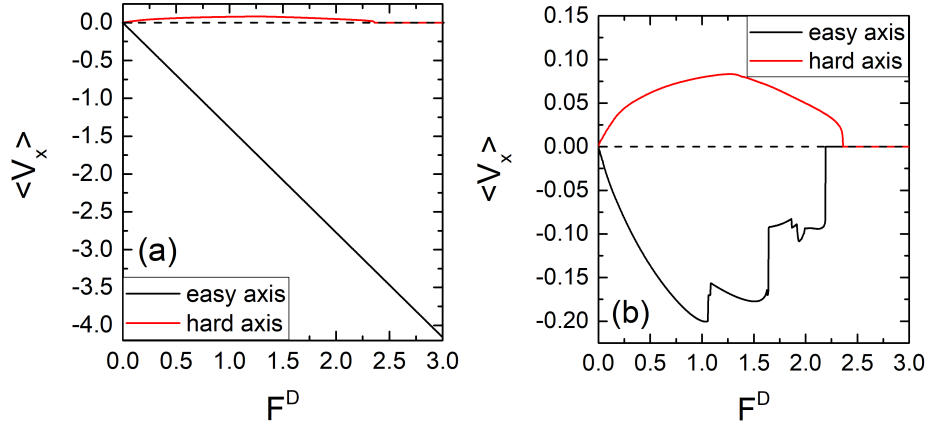 0.0
-0.5
-1.0
-1.5
-2.0
-2.5
-3.0
-3.5
-4.0
<V_x>
(a)
easy axis
hard axis
0.0 0.5 1.0 1.5 2.0 2.5 3.0
F^D
0.15
0.10
0.05
0.00
-0.05
-0.10
-0.15
-0.20
<V_x>
easy axis
hard axis
(b)
0.0 0.5 1.0 1.5 2.0 2.5 3.0
F^D